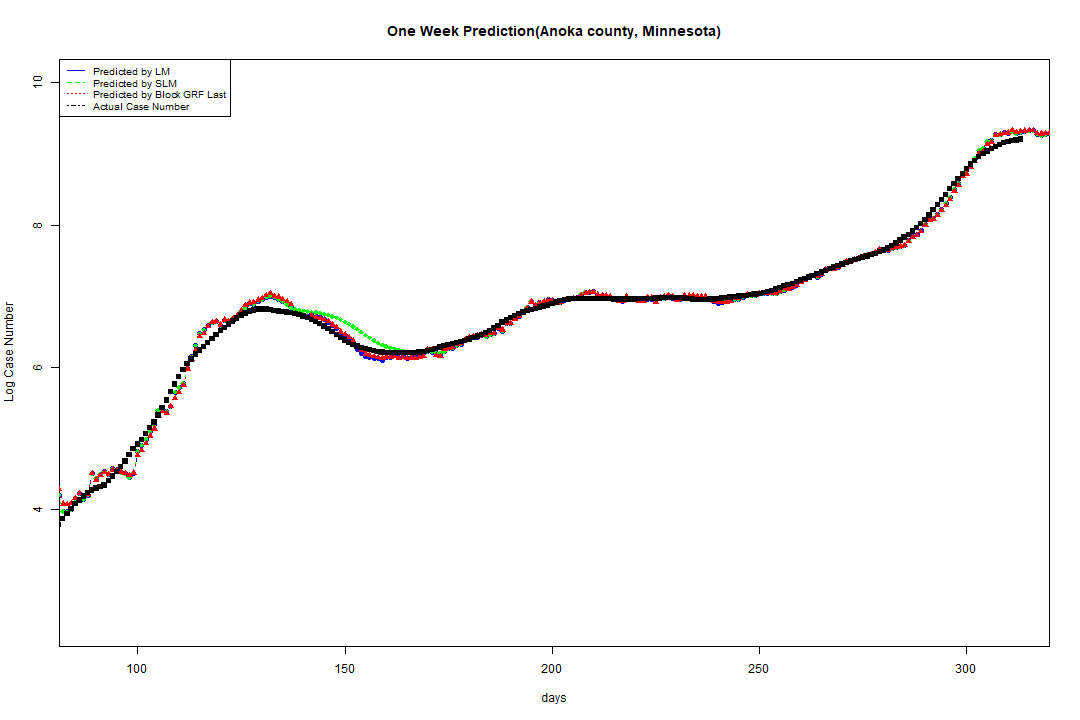 One Week Prediction(Anoka county, Minnesota)
Predicted by LM
Predicted by SLM
Predicted by Block GRF Last
Actual Case Number
10
8
6
4
Log Case Number
100 150 200 250 300
days